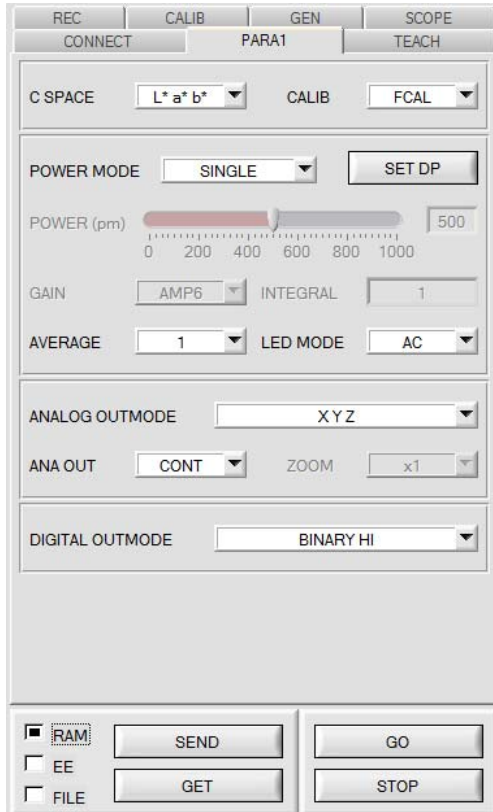 REC CALIB GEN SCOPE
CONNECT PARA1 TEACH
C SPACE L* a* b* CALIB FCAL
POWER MODE SINGLE SET DP
POWER (pm) 500
0 200 400 600 800 1000
GAIN AMP6 INTEGRAL 1
AVERAGE 1 LED MODE AC
ANALOG OUTMODE X Y Z
ANA OUT CONT ZOOM x1
DIGITAL OUTMODE BINARY HI
RAM SEND GO
EE
FILE GET STOP